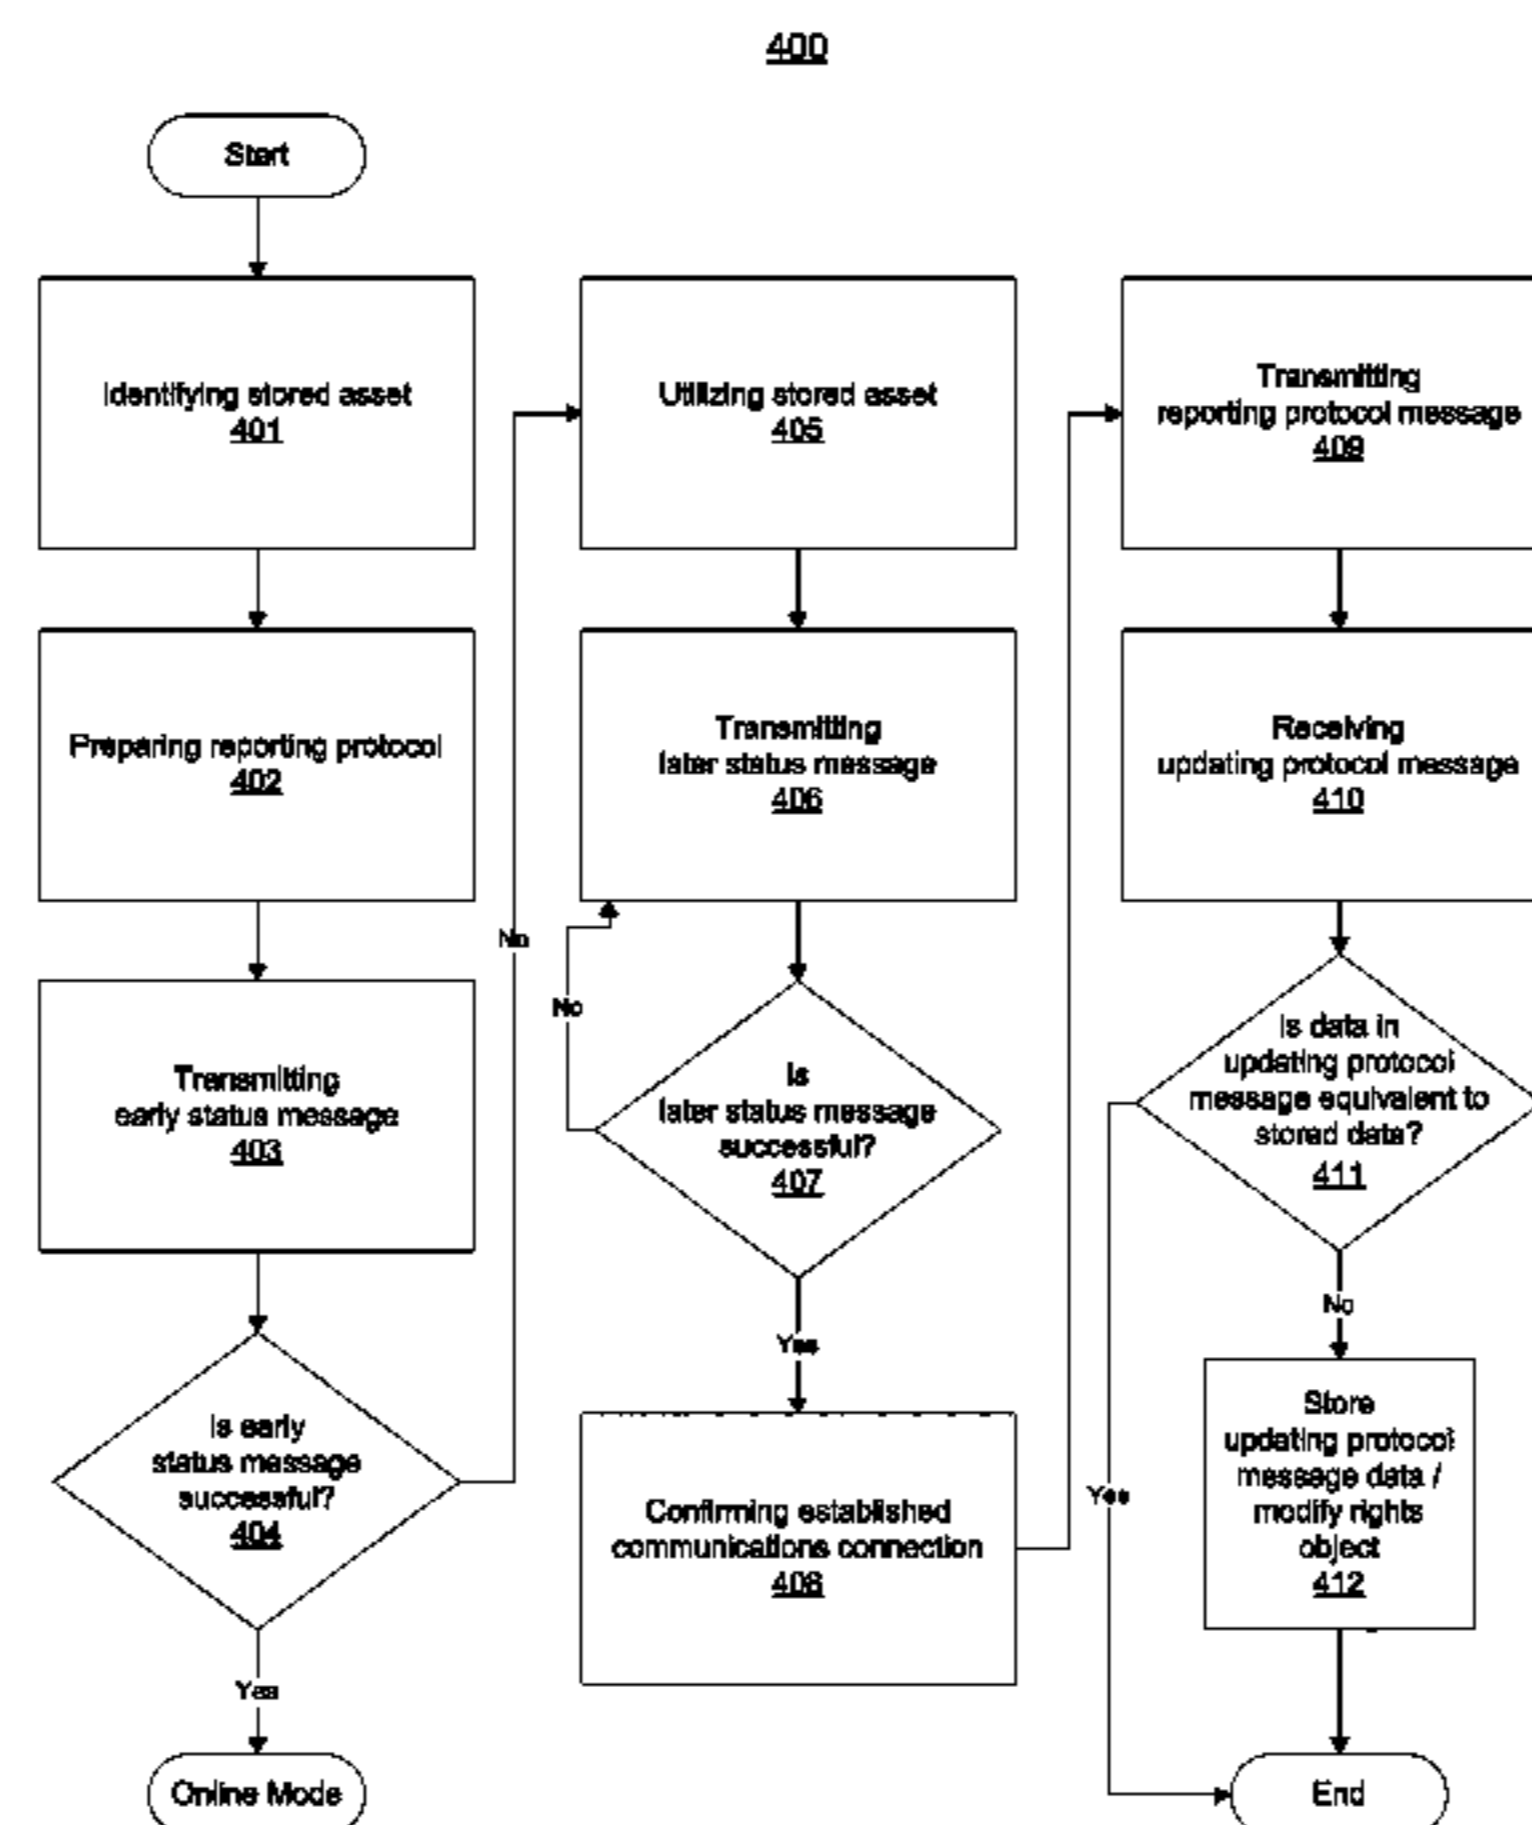 400
Start
Identifying stored asset
401
Preparing reporting protocol
402
Transmitting
early status message
403
Is early
status message
successful?
404
Yes
Online Mode
No
Utilizing stored asset
405
Transmitting
later status message
406
No
Is
later status message
successful?
407
Yes
Confirming established
communications connection
408
Transmitting
reporting protocol message
409
Receiving
updating protocol message
410
Is data in
updating protocol
message equivalent to
stored data?
411
Yes
No
Store
updating protocol
message data /
modify rights
object
412
End